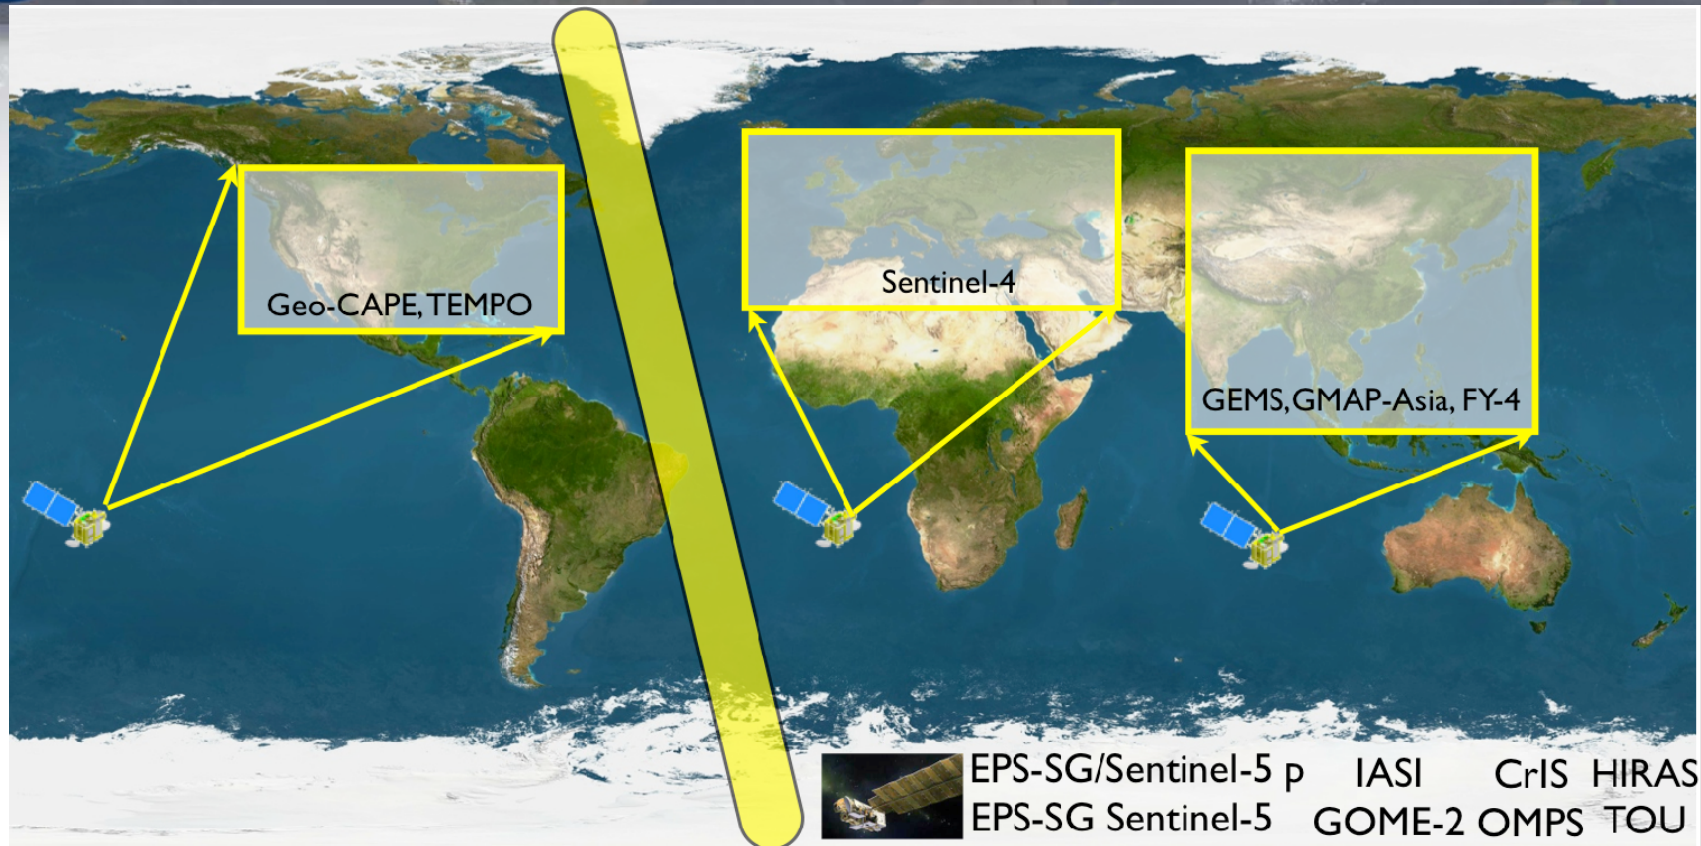 Geo-CAPE, TEMPO
Sentinel-4
GEMS, GMAP-Asia, FY-4
EPS-SG/Sentinel-5 p IASI CrIS HIRAS
EPS-SG Sentinel-5 GOME-2 OMPS TOU